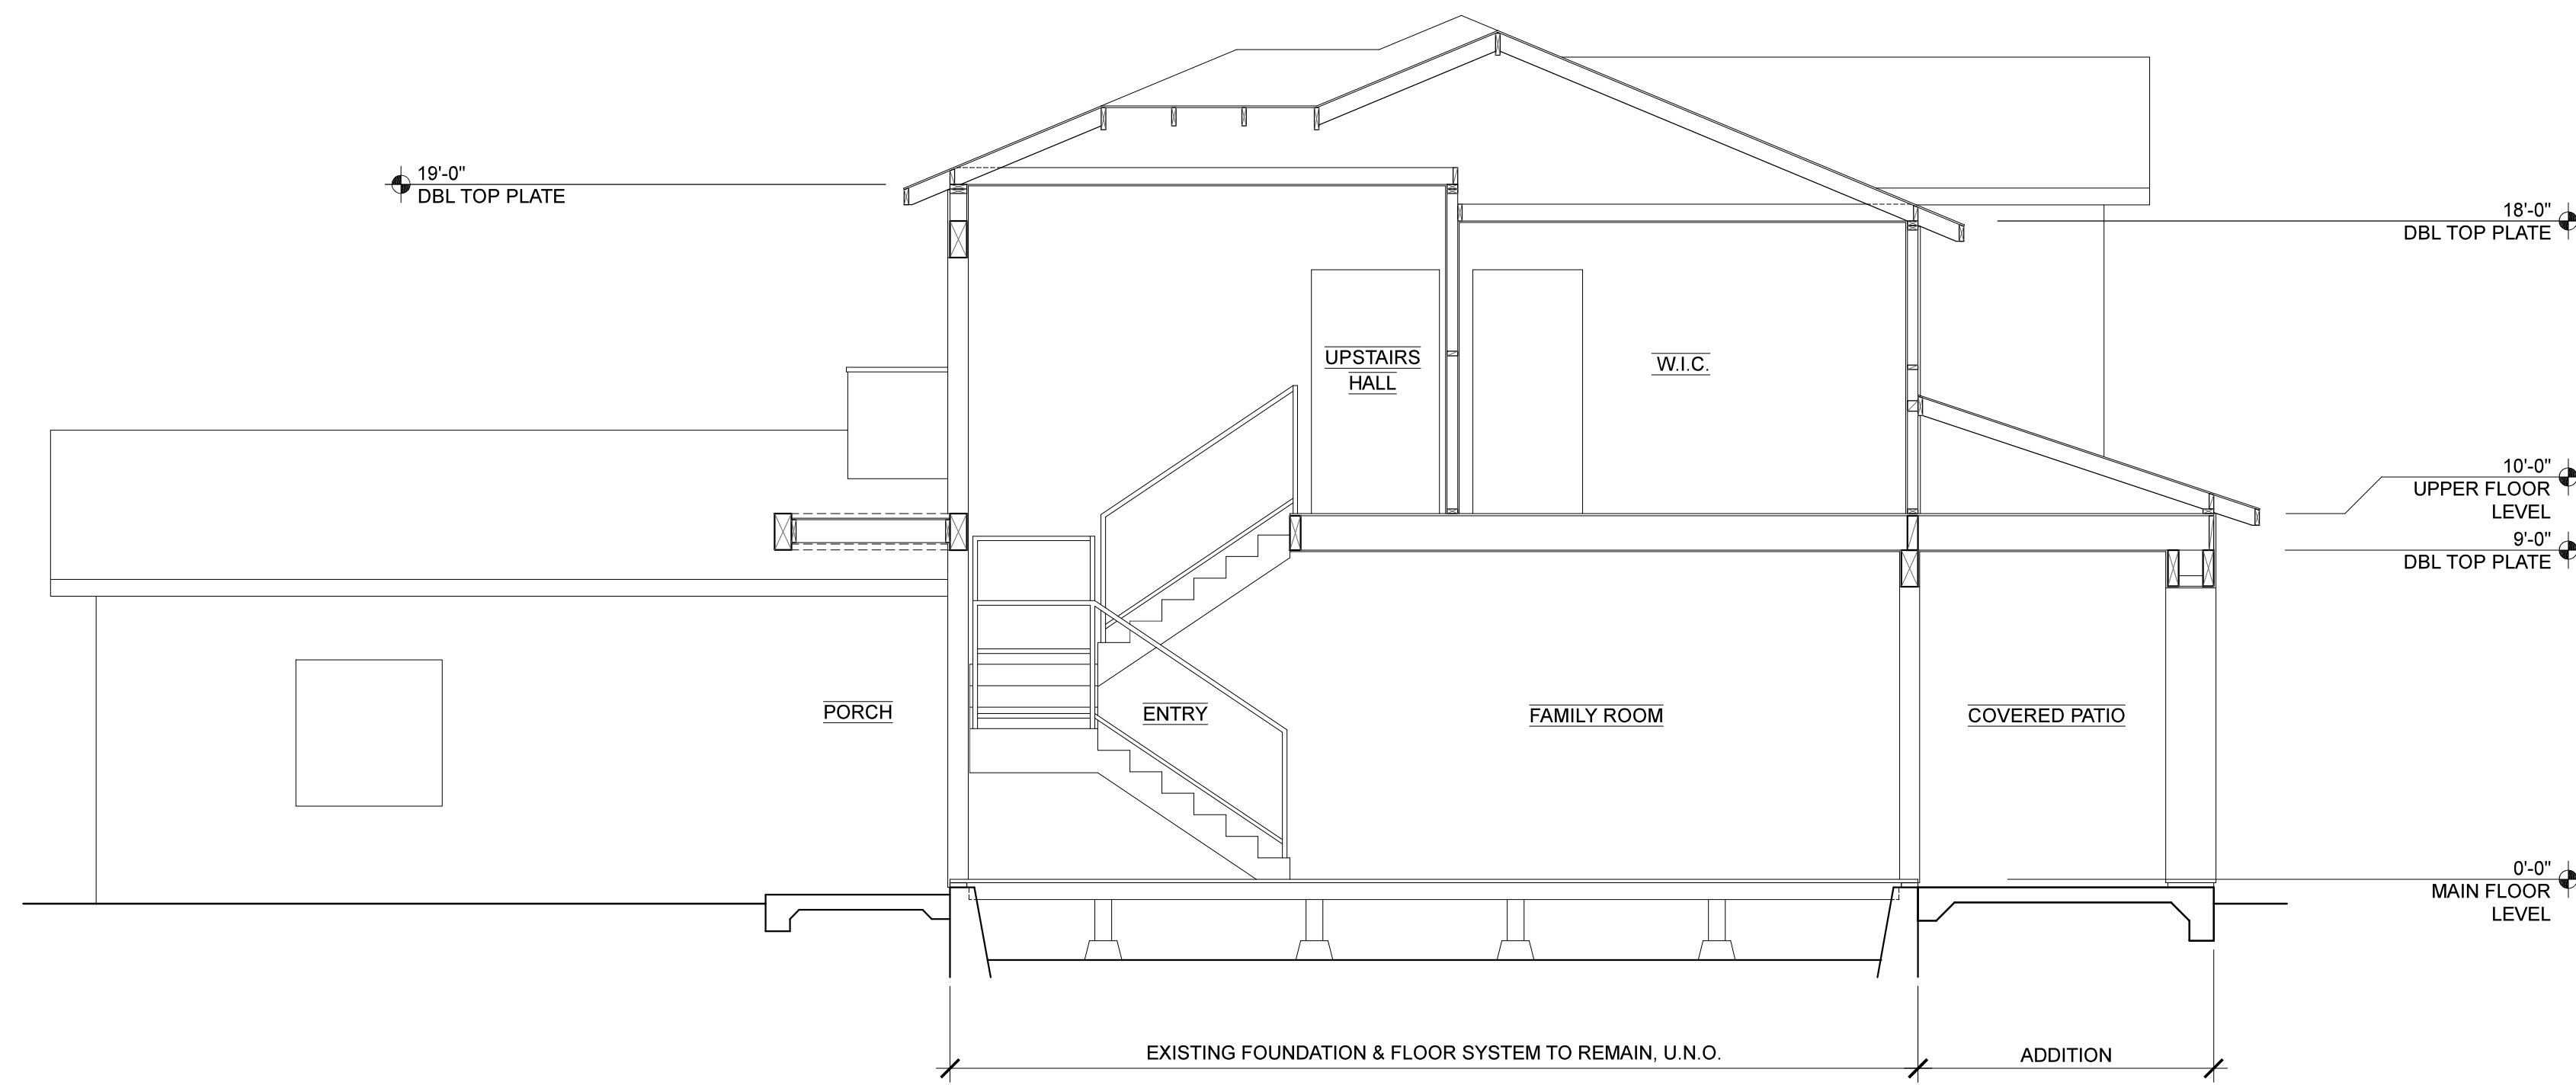 19'-0"
DBL TOP PLATE
18'-0"
DBL TOP PLATE
UPSTAIRS
HALL
W.I.C.
10'-0"
UPPER FLOOR
LEVEL
9'-0"
DBL TOP PLATE
PORCH
ENTRY
FAMILY ROOM
COVERED PATIO
0'-0"
MAIN FLOOR
LEVEL
EXISTING FOUNDATION & FLOOR SYSTEM TO REMAIN, U.N.O.
ADDITION